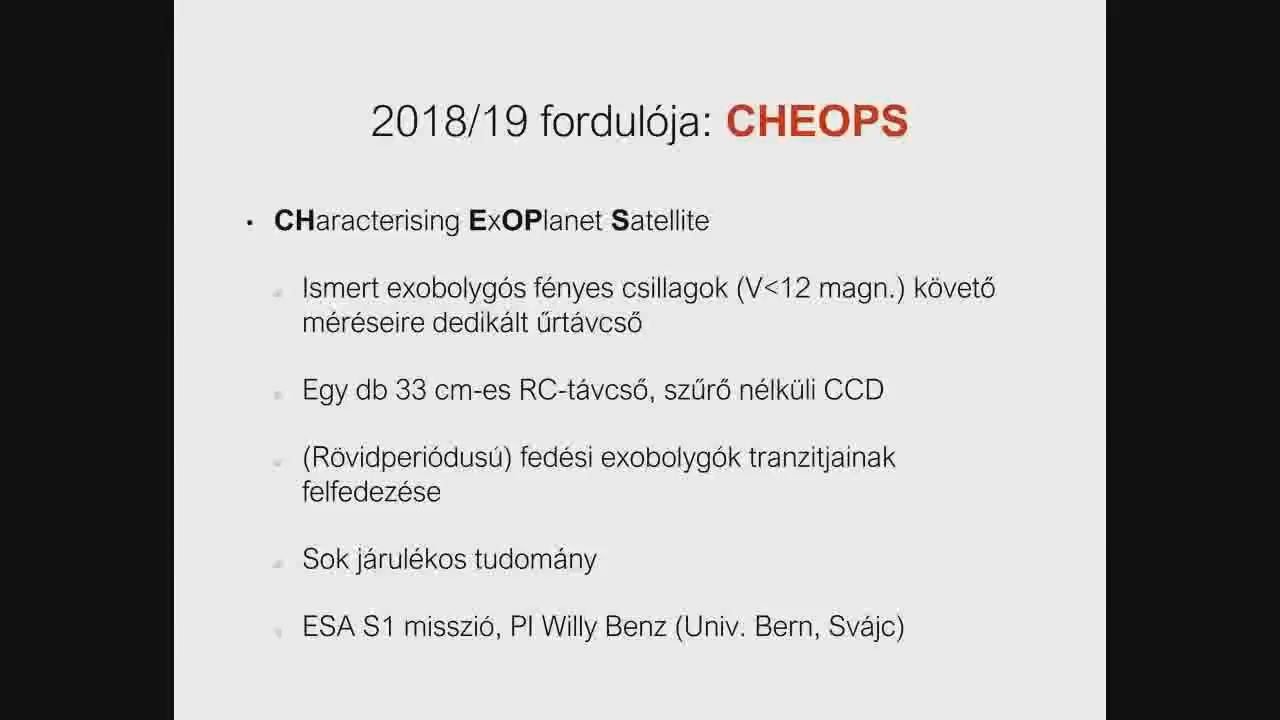 2018/19 fordulója: CHEOPS
• CHaracterising ExOPlanet Satellite
Ismert exobolygós fényes csillagok (V<12 magn.) követő
méréseire dedikált űrtávcső
Egy db 33 cm-es RC-távcső, szűrő nélküli CCD
(Rövidperiódusú) fedési exobolygók tranzitjainak
felfedezése
Sok járulékos tudomány
ESA S1 misszió, PI Willy Benz (Univ. Bern, Svájc)